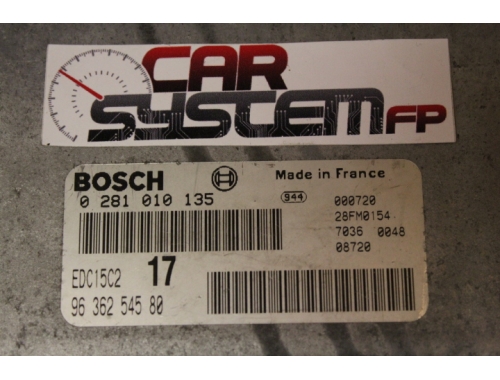 CAR
SYSTEM FP
BOSCH
Made in France
0 281 010 135
944
000720
28FM0154
7036 0048
08720
EDC15C2 17
96 362 545 80